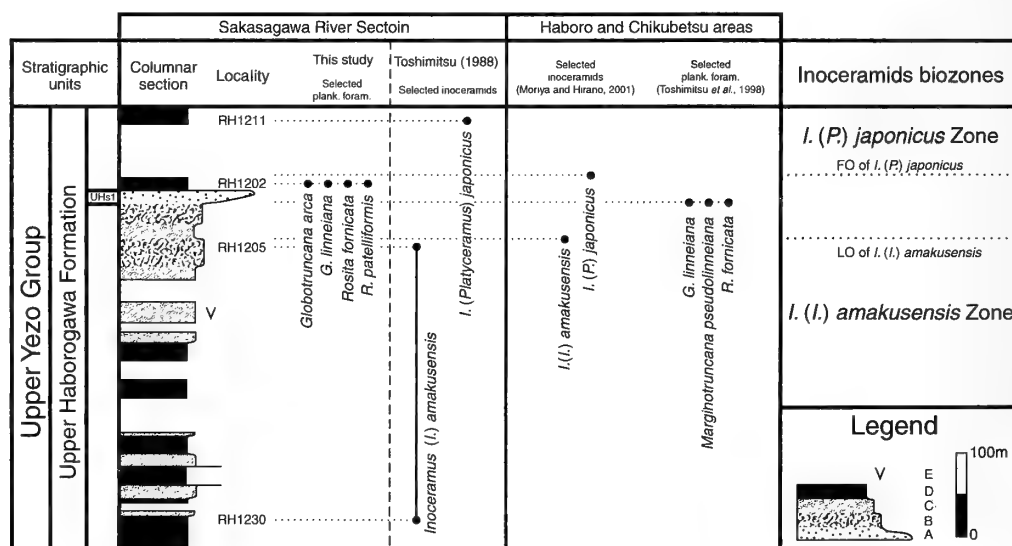 Sakasagawa River Sectoin
Haboro and Chikubetsu areas
Stratigraphic
units
Columnar
section
Locality
This study
Selected
plank. foram.
Toshimitsu (1988)
Selected inoceramids
Selected
inoceramids
(Moriya and Hirano, 2001)
Selected
plank. foram.
(Toshimitsu et al., 1998)
Inoceramids biozones
Upper Yezo Group
Upper Haborogawa Formation
UHs1
V
RH1211
RH1202
RH1205
RH1230
Globotruncana arca
G. linneiana
Rosita fornicata
R. patelliformis
Inoceramus (I.) amakusensis
I. (Platyceramus) japonicus
I.(I.) amakusensis
I. (P.) japonicus
G. linneiana
Marginotruncana pseudolinneiana
R. fornicata
I. (P.) japonicus Zone
FO of I. (P.) japonicus
LO of I. (I.) amakusensis
I. (I.) amakusensis Zone
Legend
V
E
D
C
B
A
100m
0